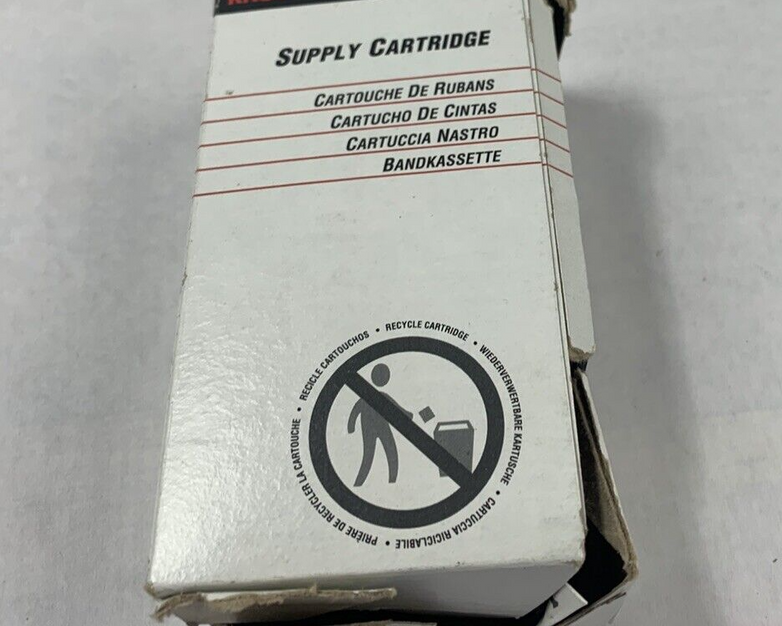 SUPPLY CARTRIDGE
CARTOUCHE DE RUBANS
CARTUCHO DE CINTAS
CARTUCCIA NASTRO
BANDKASSETTE
RECYCLE CARTRIDGE • WIEDERVERWERTBARE KARTUSCHE • CARTUCCIA RICICLABILE • PRIÈRE DE RECYCLER LA CARTOUCHE • RECICLE CARTOUCHOS •